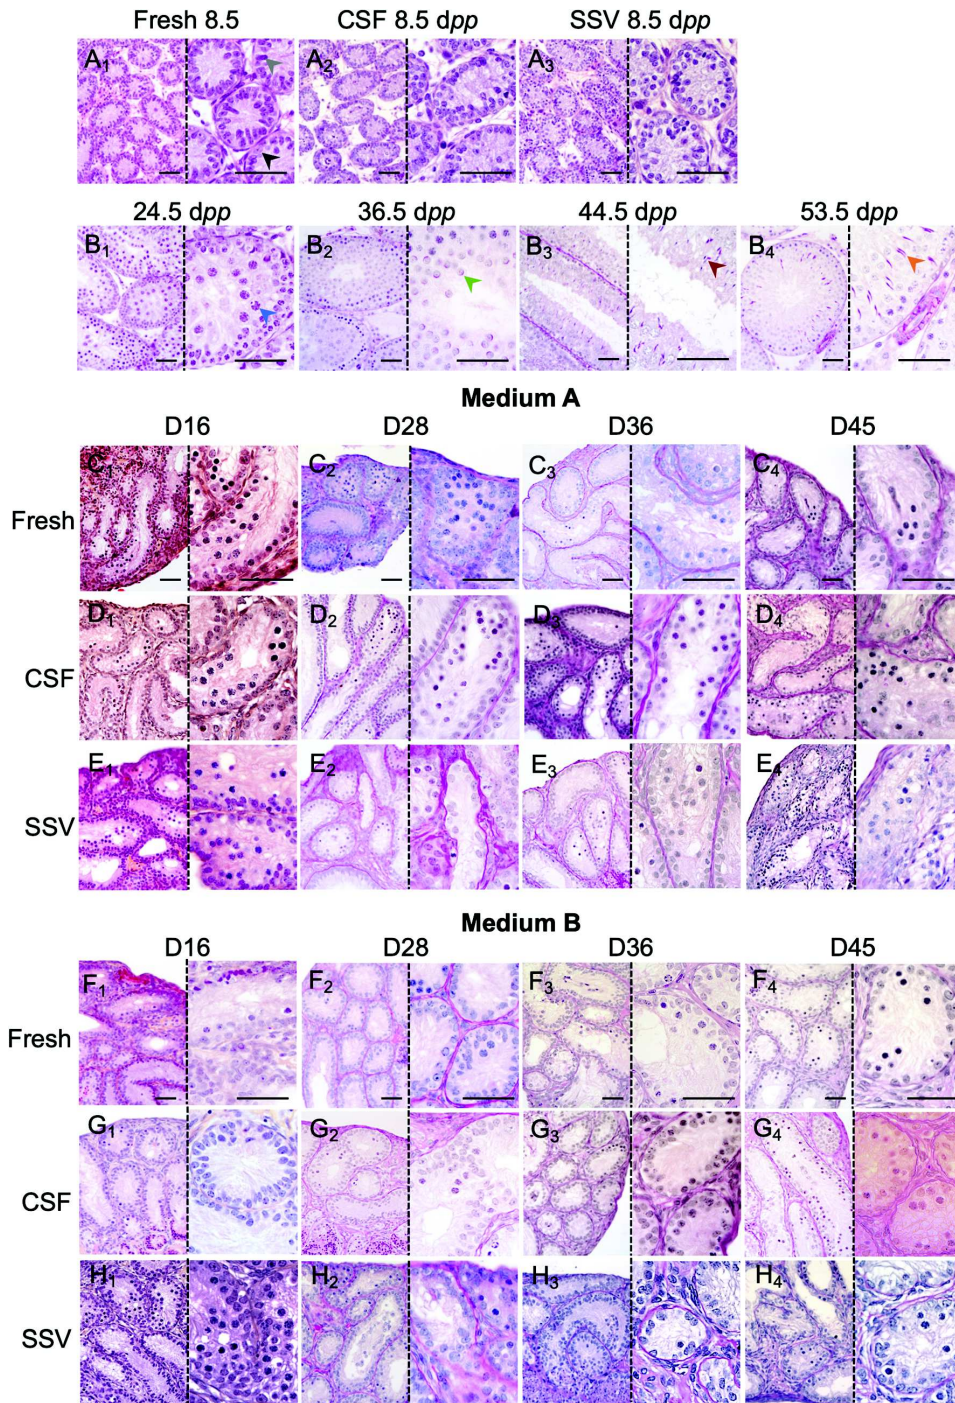 Fresh 8.5 CSF 8.5 dpp SSV 8.5 dpp
A1 A2 A3
24.5 dpp 36.5 dpp 44.5 dpp 53.5 dpp
B1 B2 B3 B4
Medium A
D16 D28 D36 D45
Fresh C1 C2 C3 C4
CSF D1 D2 D3 D4
SSV E1 E2 E3 E4
Medium B
D16 D28 D36 D45
Fresh F1 F2 F3 F4
CSF G1 G2 G3 G4
SSV H1 H2 H3 H4